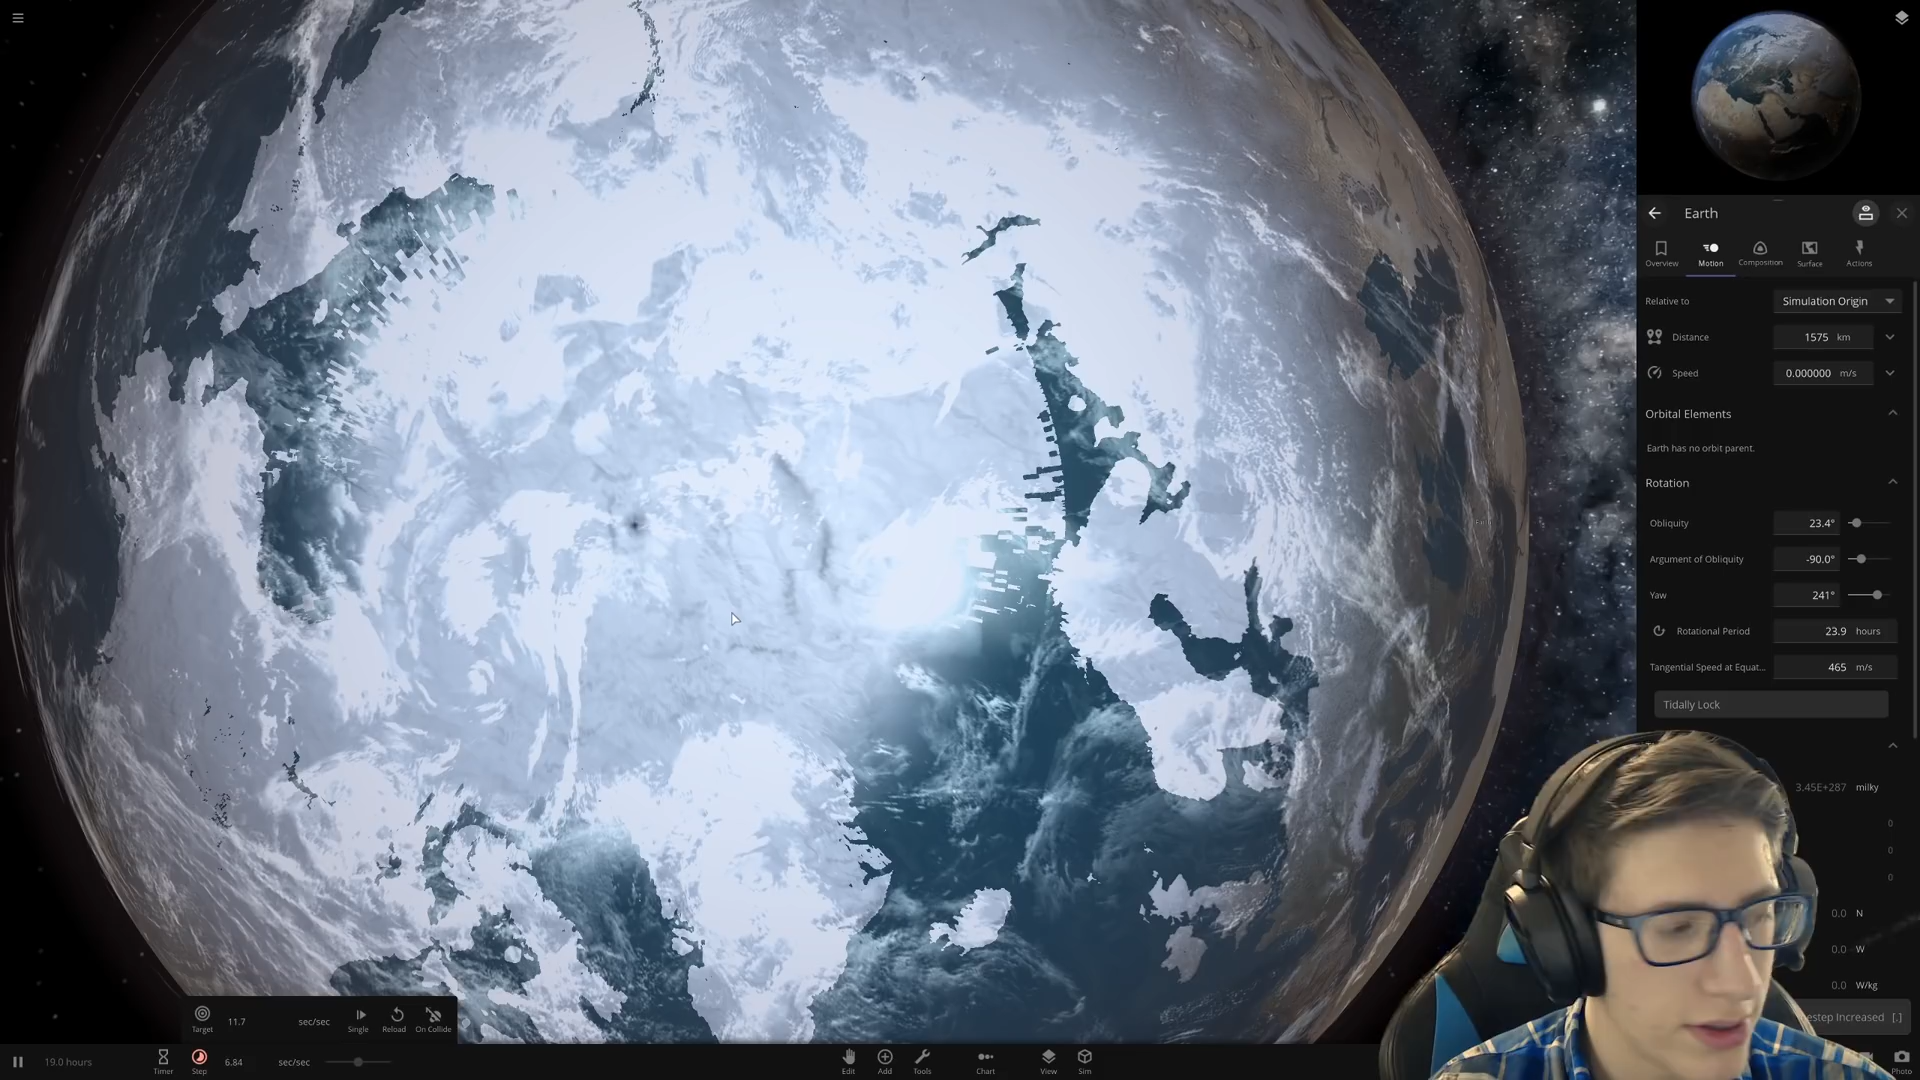 Earth
Overview
Motion
Composition
Surface
Actions
Relative to
Simulation Origin
Distance
1575 km
Speed
0.000000 m/s
Orbital Elements
Earth has no orbit parent.
Rotation
Obliquity
23.4°
Argument of Obliquity
-90.0°
Yaw
241°
Rotational Period
23.9 hours
Tangential Speed at Equat...
465 m/s
Tidally Lock
3.45E+287 milky
0
0
0
0.0 N
0.0 W
0.0 W/kg
estep Increased [.]
Target
11.7 sec/sec
Single
Reload
On Collide
19.0 hours
Timer
Step
6.84 sec/sec
Edit
Add
Tools
Chart
View
Sim
Photo